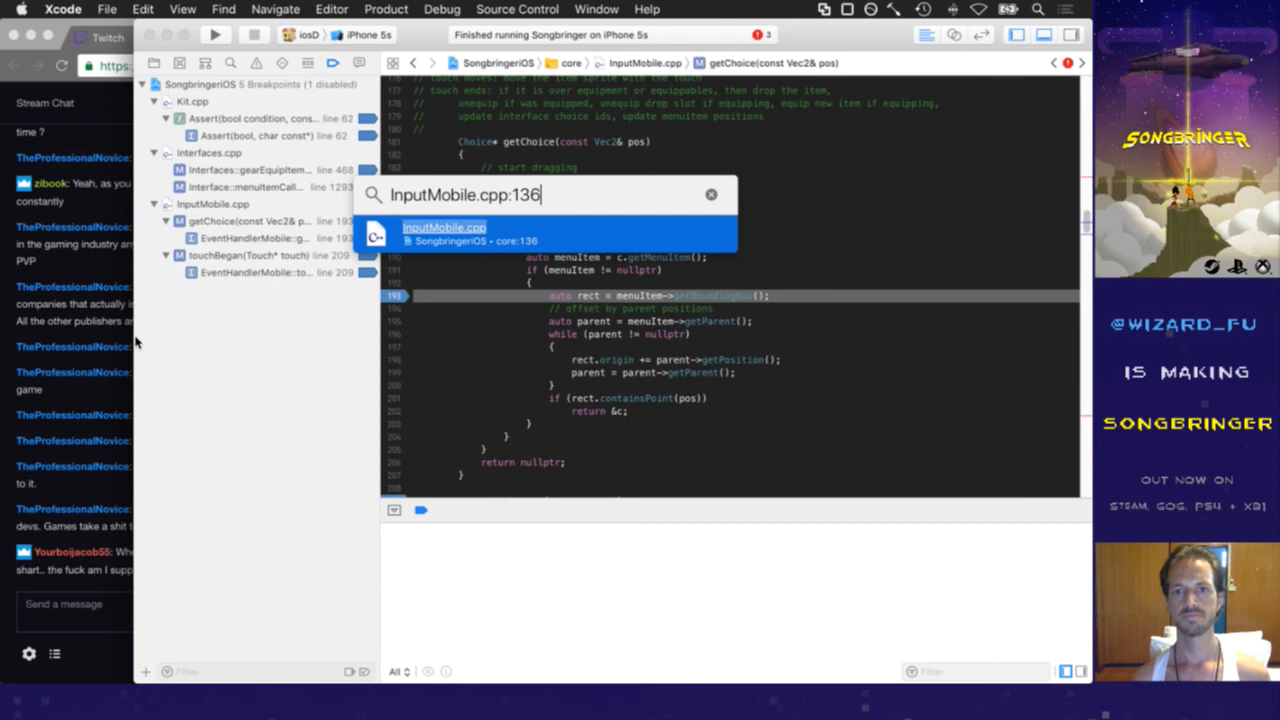 Xcode File Edit View Find Navigate Editor Product Debug Source Control Window Help
Twitch
iosD
iPhone 5s
Finished running Songbringer on iPhone 5s
3
https:
SongbringeriOS
core
InputMobile.cpp
getChoice(const Vec2& pos)
Stream Chat
time ?
TheProfessionalNovice:
zibook: Yeah, as you
constantly
TheProfessionalNovice:
in the gaming industry an
PVP
TheProfessionalNovice:
companies that actually is
All the other publishers ar
TheProfessionalNovice:
TheProfessionalNovice:
game
TheProfessionalNovice:
TheProfessionalNovice:
TheProfessionalNovice:
to it.
TheProfessionalNovice:
devs. Games take a shit t
Yourboijacob55: Who
shart.. the fuck am I supp
Send a message
SongbringeriOS 5 Breakpoints (1 disabled)
Kit.cpp
Assert(bool condition, cons... line 62
Assert(bool, char const*) line 62
Interfaces.cpp
Interfaces::gearEquipItem... line 468
Interface::menuItemCall... line 1293
InputMobile.cpp
getChoice(const Vec2& p... line 193
EventHandlerMobile::g... line 193
touchBegan(Touch* touch) line 209
EventHandlerMobile::to... line 209
Filter
176 // touch moves: move the item sprite with the touch
177 // touch ends: if it is over equipment or equippables, then drop the item,
178 // unequip if was equipped, unequip drop slot if equipping, equip new item if equipping,
179 // update interface choice ids, update menuitem positions
180 //
181 Choice* getChoice(const Vec2& pos)
182 {
183 // start dragging
InputMobile.cpp:136
InputMobile.cpp
SongbringeriOS • core:136
190 auto menuItem = c.getMenuItem();
191 if (menuItem != nullptr)
192 {
193 auto rect = menuItem->getBoundingBox();
194 // offset by parent positions
195 auto parent = menuItem->getParent();
196 while (parent != nullptr)
197 {
198 rect.origin += parent->getPosition();
199 parent = parent->getParent();
200 }
201 if (rect.containsPoint(pos))
202 return &c;
203 }
204 }
205 }
206 return nullptr;
207 }
208
All
Filter
SONGBRINGER
@WIZARD_FU
IS MAKING
SONGBRINGER
OUT NOW ON
STEAM, GOG, PS4 + XB1